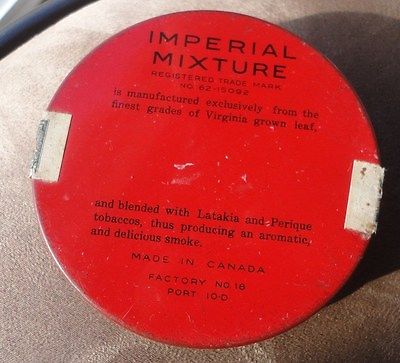 IMPERIAL
MIXTURE
REGISTERED TRADE MARK
NO 62-15092
is manufactured exclusively from the
finest grades of Virginia grown leaf,
and blended with Latakia and Perique
tobaccos, thus producing an aromatic,
and delicious smoke.
MADE IN CANADA
FACTORY NO 18
PORT 10-D